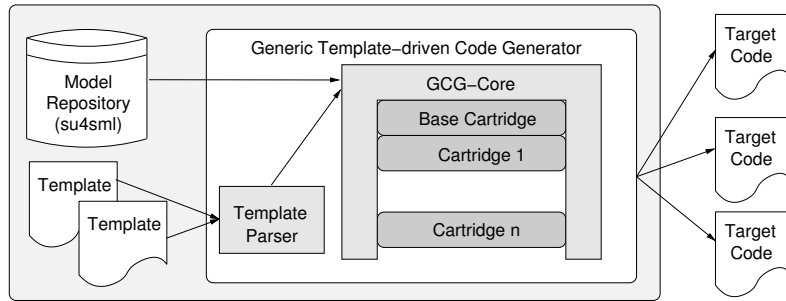 Generic Template−driven Code Generator
Model
Repository
(su4sml)
GCG−Core
Base Cartridge
Cartridge 1
Cartridge n
Template
Template
Template
Parser
Target
Code
Target
Code
Target
Code